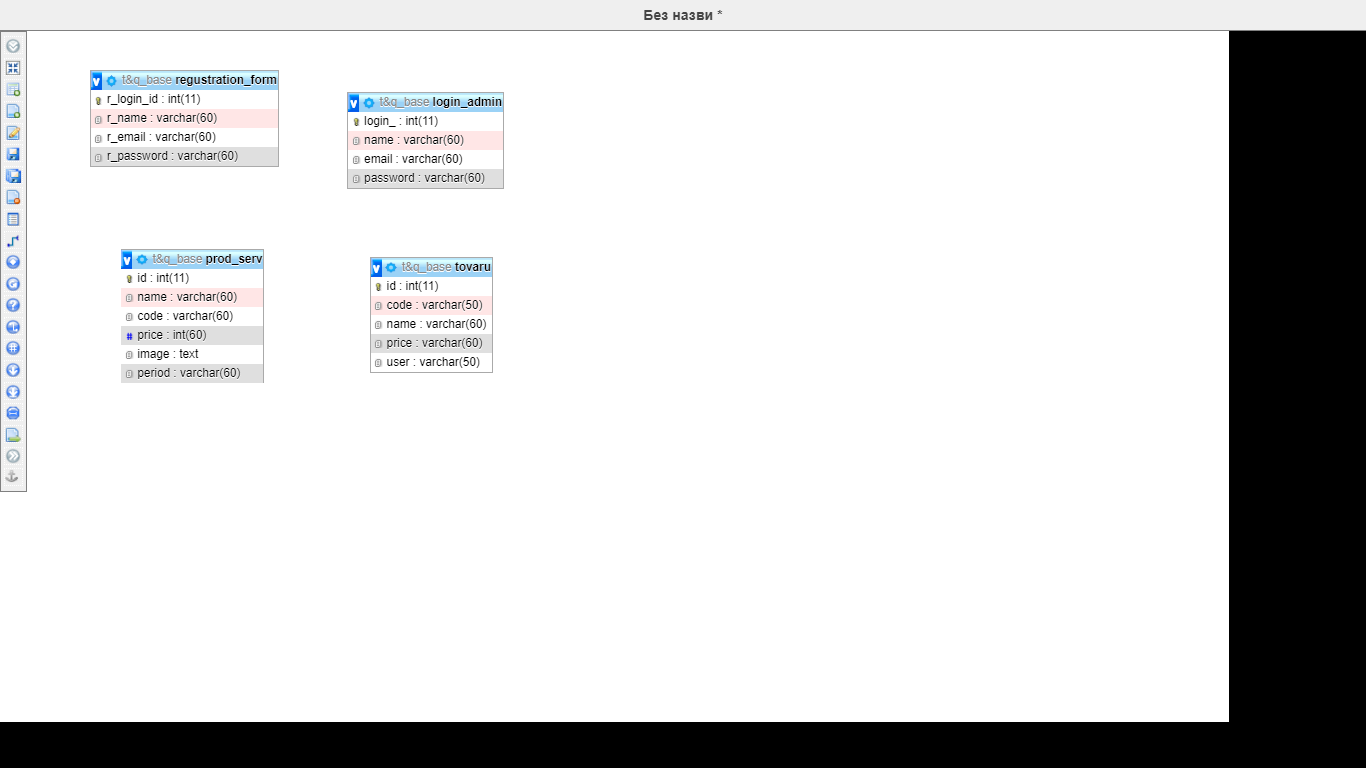 Без назви *
t&q_base regustration_form
r_login_id : int(11)
r_name : varchar(60)
r_email : varchar(60)
r_password : varchar(60)
t&q_base login_admin
login_ : int(11)
name : varchar(60)
email : varchar(60)
password : varchar(60)
t&q_base prod_serv
id : int(11)
name : varchar(60)
code : varchar(60)
price : int(60)
image : text
period : varchar(60)
t&q_base tovaru
id : int(11)
code : varchar(50)
name : varchar(60)
price : varchar(60)
user : varchar(50)